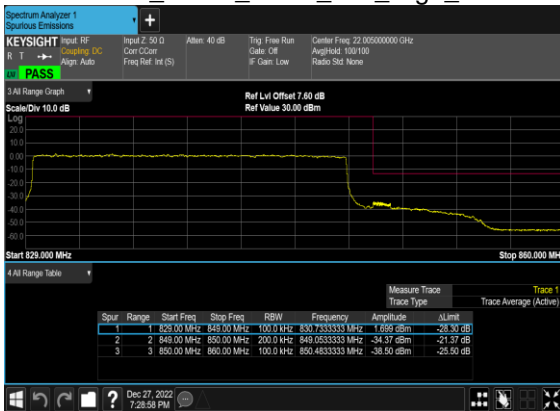 Spectrum Analyzer 1
Spurious Emissions
KEYSIGHT Input: RF Input Z: 50 Ω Atten: 40 dB Trig: Free Run Center Freq: 22.005000000 GHz
R T Coupling: DC Corr CCorr Gate: Off Avg|Hold: 100/100
Align: Auto Freq Ref: Int (S) IF Gain: Low Radio Std: None
PASS
3 All Range Graph
Ref Lvl Offset 7.60 dB
Scale/Div 10.0 dB Ref Value 30.00 dBm
Log
20.0
10.0
0.00
-10.0
-20.0
-30.0
-40.0
-50.0
-60.0
Start 829.000 MHz Stop 860.000 MH
4 All Range Table
Measure Trace Trace 1
Trace Type Trace Average (Active)
Spur Range Start Freq Stop Freq RBW Frequency Amplitude ΔLimit
1 1 829.00 MHz 849.00 MHz 100.0 kHz 830.7333333 MHz 1.699 dBm -28.30 dB
2 2 849.00 MHz 850.00 MHz 200.0 kHz 849.0533333 MHz -34.37 dBm -21.37 dB
3 3 850.00 MHz 860.00 MHz 100.0 kHz 850.4833333 MHz -38.50 dBm -25.50 dB
Dec 27, 2022
7:28:58 PM